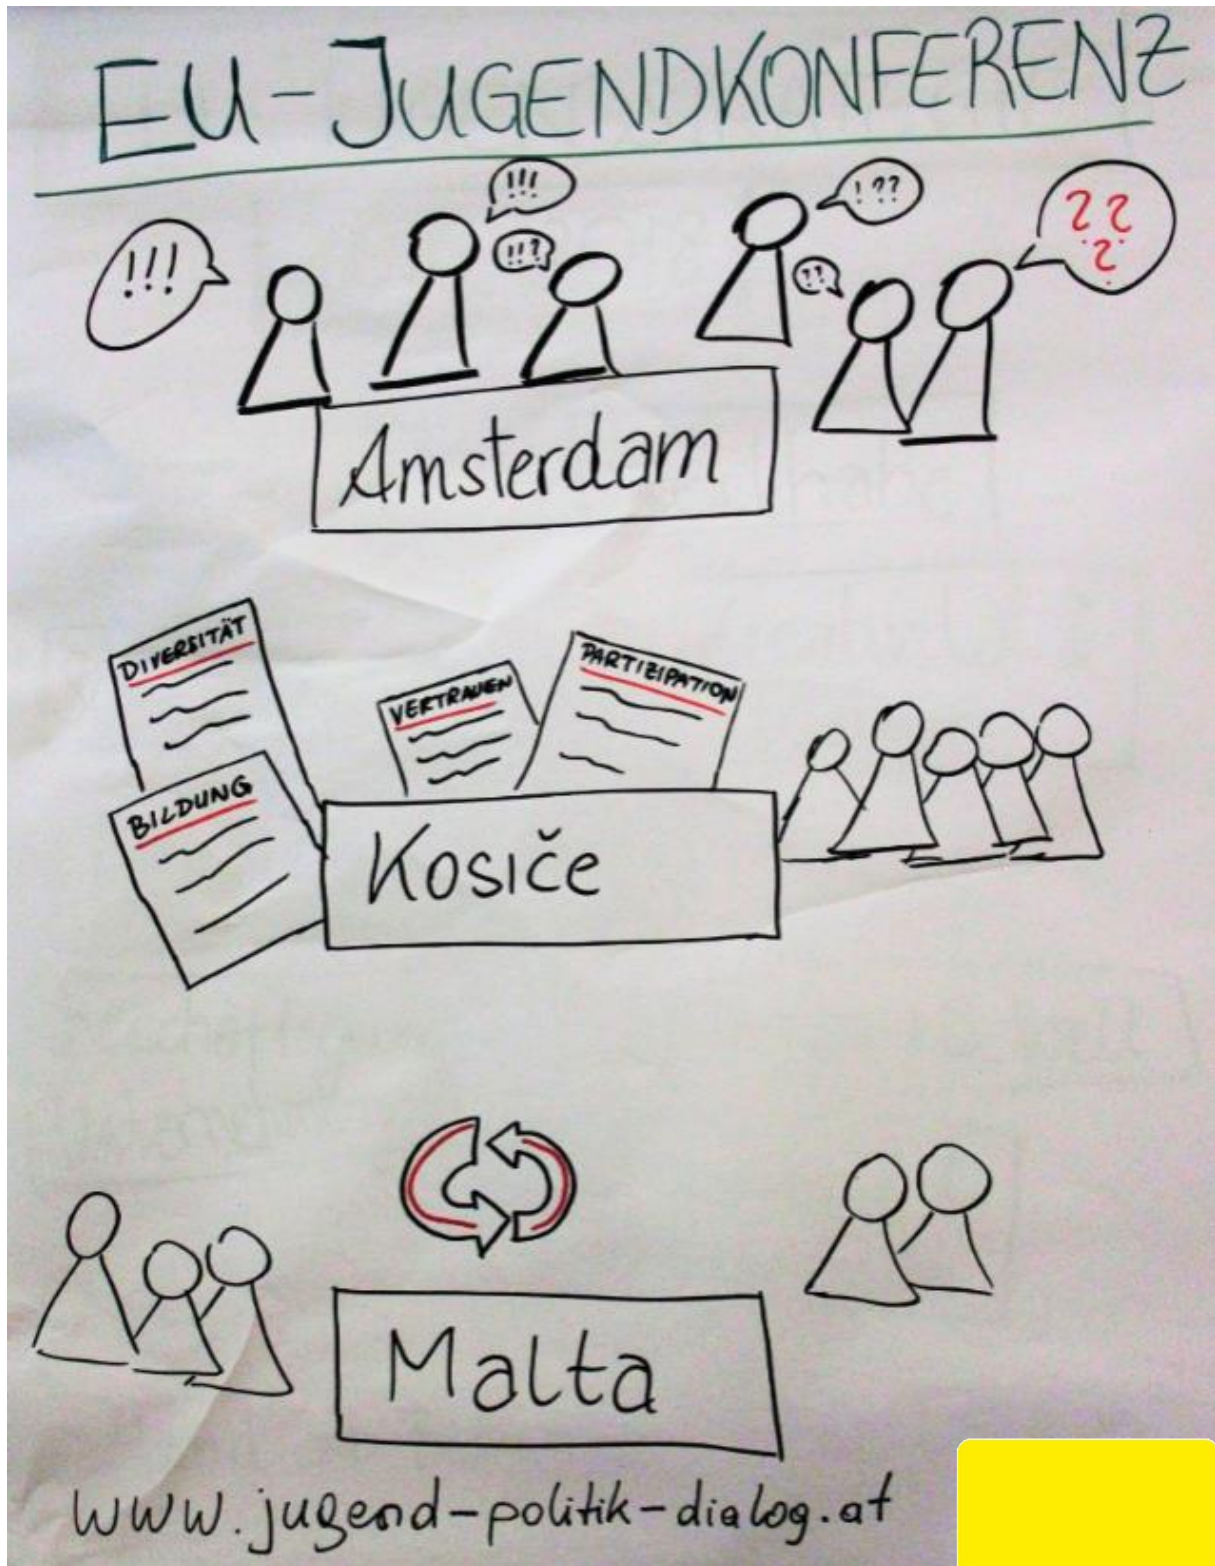 EU-JUGENDKONFERENZ
!!!
!!!
!!?
!??
??
???
Amsterdam
DIVERSITÄT
BILDUNG
VERTRAUEN
PARTIZIPATION
Kosiče
Malta
www.jugend-politik-dialog.at